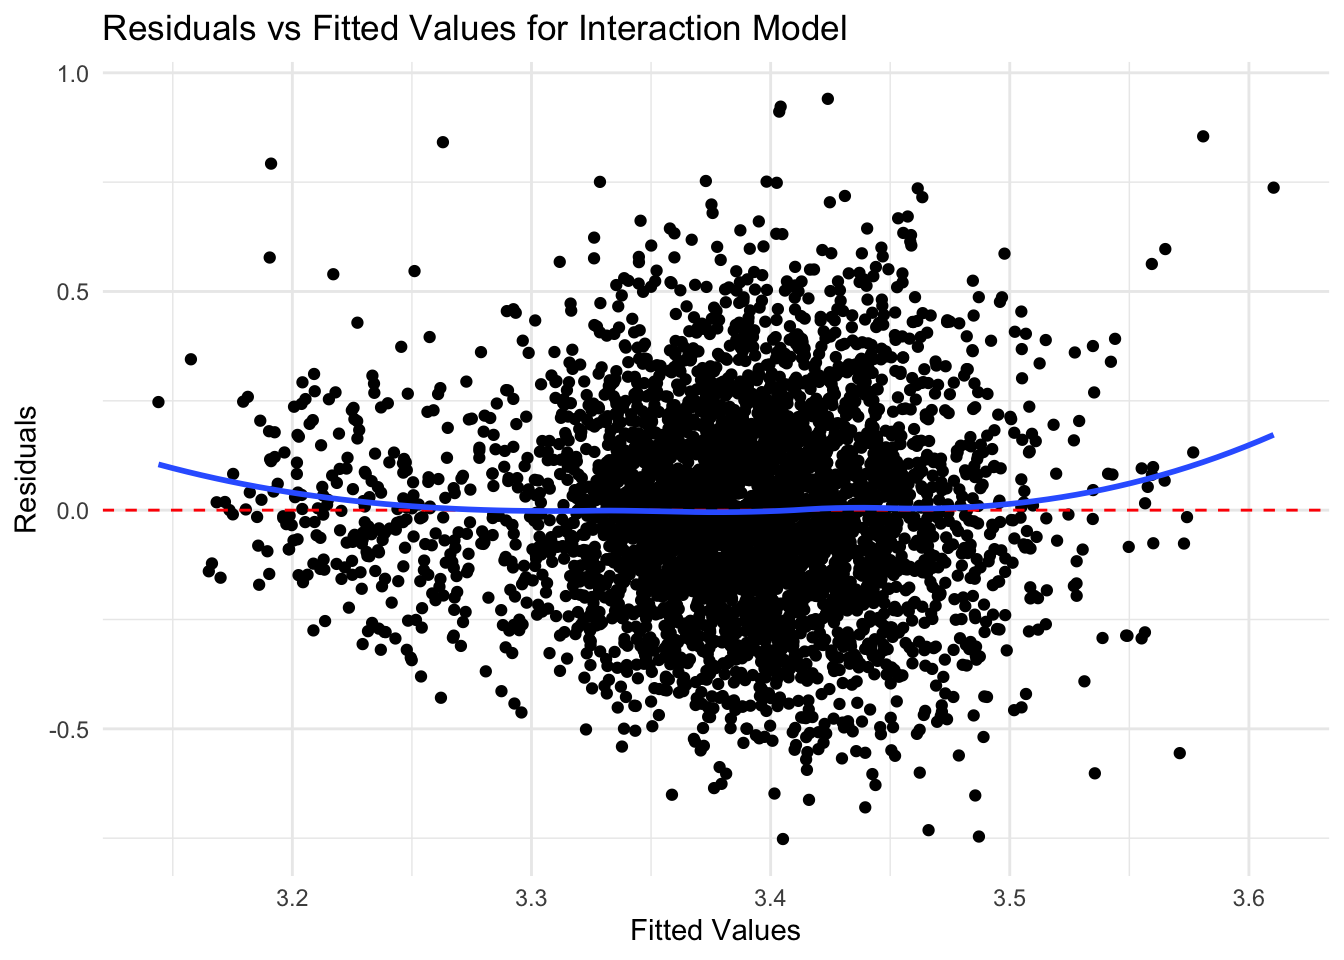 Residuals vs Fitted Values for Interaction Model
1.0
0.5
0.0
-0.5
Residuals
3.2 3.3 3.4 3.5 3.6
Fitted Values